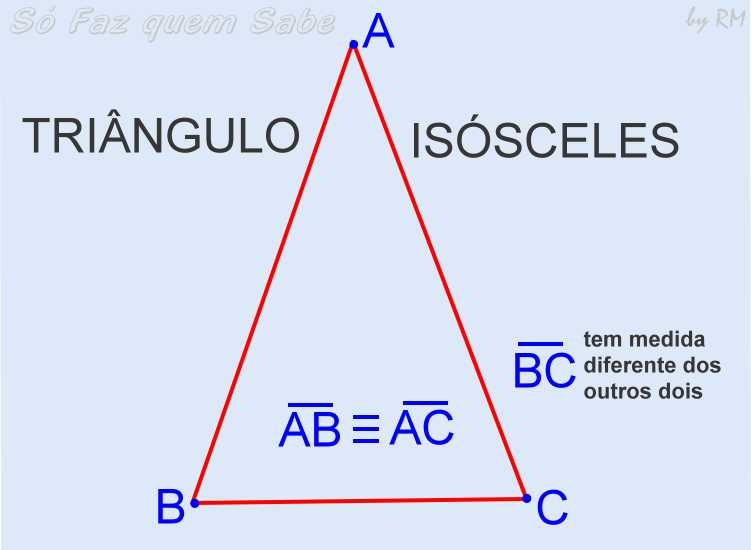 Só Faz quem Sabe
by RM
A
TRIÂNGULO
ISÓSCELES
BC
tem medida
diferente dos
outros dois
AB ≡ AC
B
C